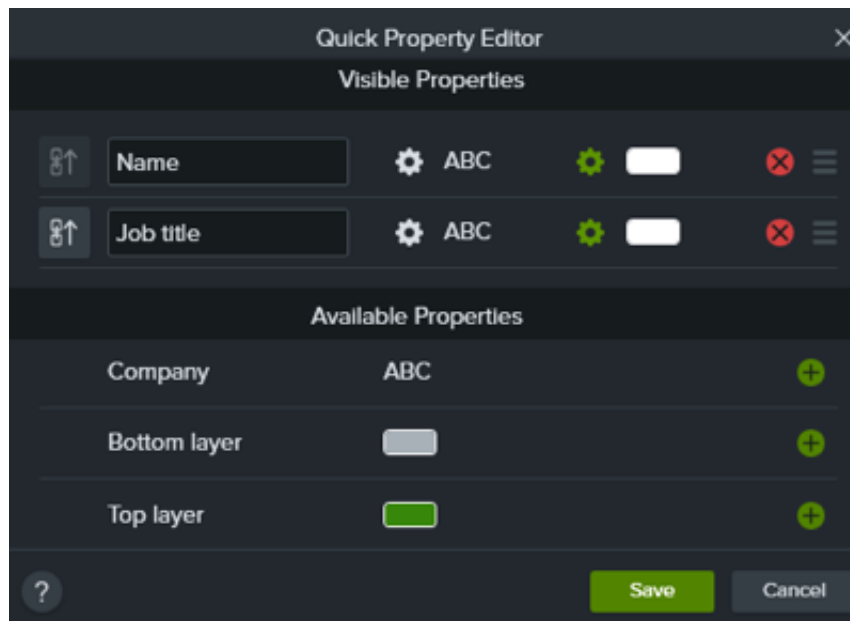 Quick Property Editor
Visible Properties
Name ABC
Job title ABC
Available Properties
Company ABC
Bottom layer
Top layer
? Save Cancel